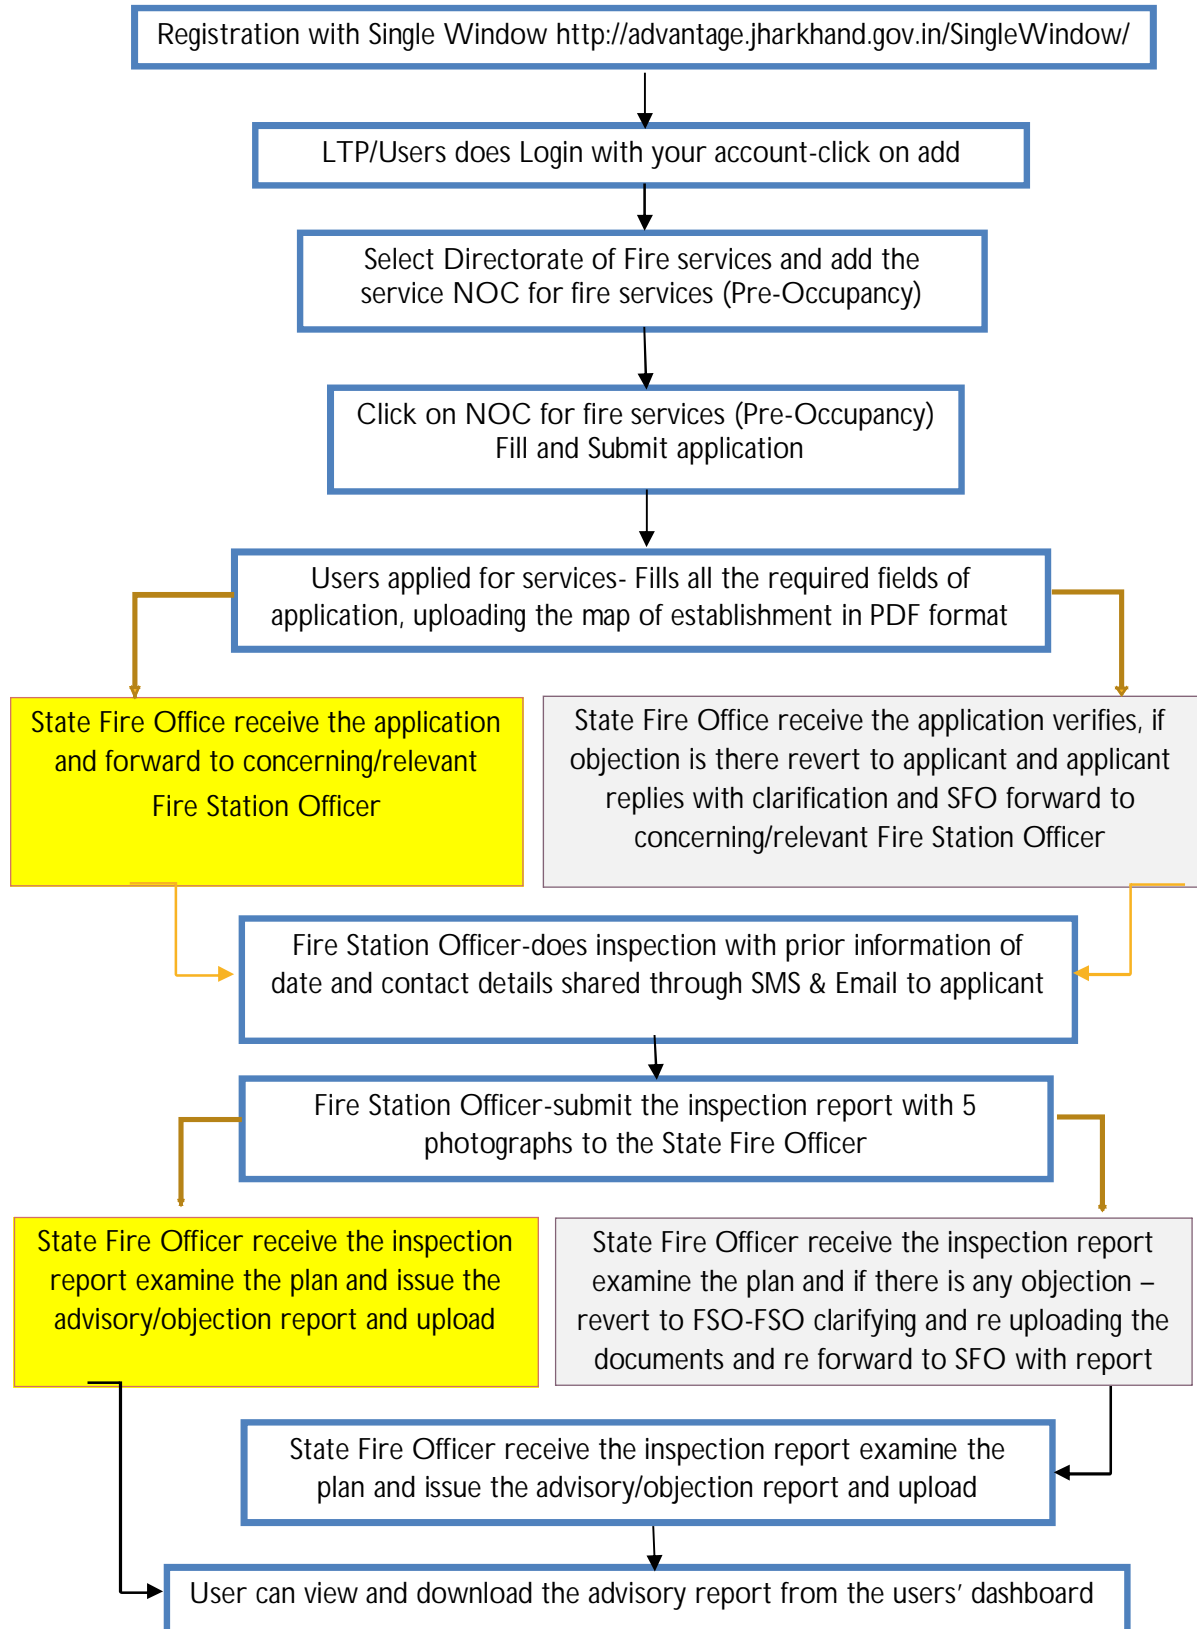 Registration with Single Window http://advantage.jharkhand.gov.in/SingleWindow/
LTP/Users does Login with your account-click on add
Select Directorate of Fire services and add the
service NOC for fire services (Pre-Occupancy)
Click on NOC for fire services (Pre-Occupancy)
Fill and Submit application
Users applied for services- Fills all the required fields of
application, uploading the map of establishment in PDF format
State Fire Office receive the application
and forward to concerning/relevant
Fire Station Officer
State Fire Office receive the application verifies, if
objection is there revert to applicant and applicant
replies with clarification and SFO forward to
concerning/relevant Fire Station Officer
Fire Station Officer-does inspection with prior information of
date and contact details shared through SMS & Email to applicant
Fire Station Officer-submit the inspection report with 5
photographs to the State Fire Officer
State Fire Officer receive the inspection
report examine the plan and issue the
advisory/objection report and upload
State Fire Officer receive the inspection report
examine the plan and if there is any objection –
revert to FSO-FSO clarifying and re uploading the
documents and re forward to SFO with report
State Fire Officer receive the inspection report examine the
plan and issue the advisory/objection report and upload
User can view and download the advisory report from the users’ dashboard